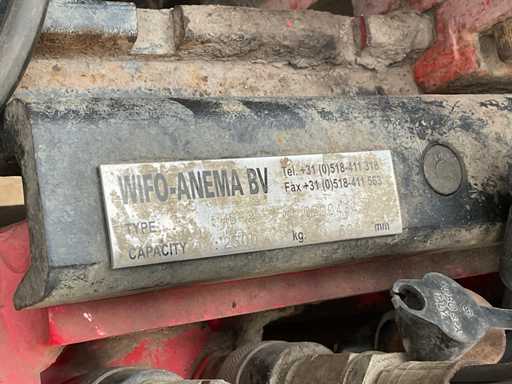 WIFO-ANEMA BV
Tel. +31 (0)518-411 318
Fax +31 (0)518-411 563
TYPE
CAPACITY 2500 kg. mm